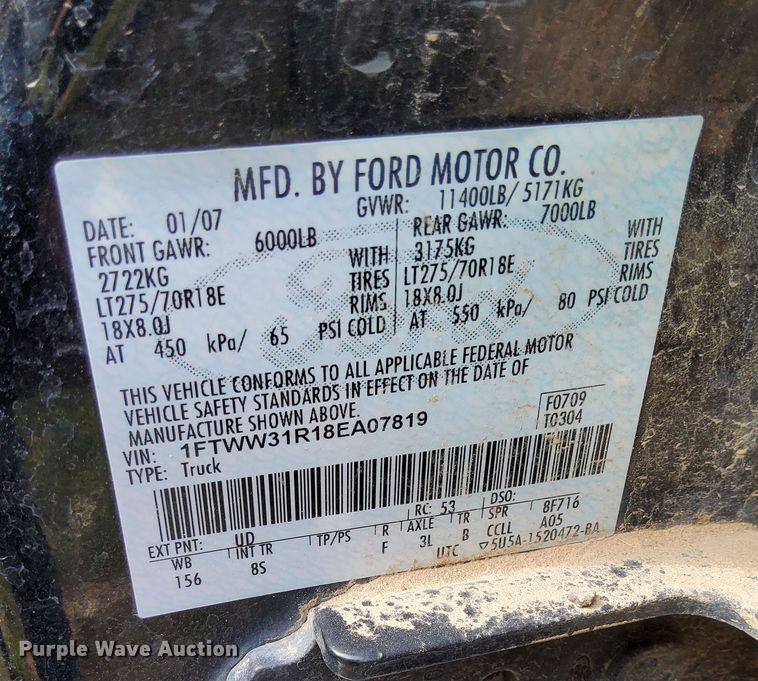 MFD. BY FORD MOTOR CO.
DATE: 01/07 GVWR: 11400LB/ 5171KG
FRONT GAWR: 6000LB REAR GAWR: 7000LB
2722KG WITH 3175KG WITH
LT275/70R18E TIRES LT275/70R18E TIRES
18X8.0J RIMS 18X8.0J RIMS
AT 450 kPa/ 65 PSI COLD AT 550 kPa/ 80 PSI COLD
THIS VEHICLE CONFORMS TO ALL APPLICABLE FEDERAL MOTOR
VEHICLE SAFETY STANDARDS IN EFFECT ON THE DATE OF
MANUFACTURE SHOWN ABOVE. F0709
VIN: 1FTWW31R18EA07819 T0304
TYPE: Truck
EXT PNT: UD RC: 53 DSO:
WB INT TR TP/PS R AXLE TR SPR 8F716
156 8S F 3L B CCLL A05
UTC ▽5U5A-1520472-BA
Purple Wave Auction